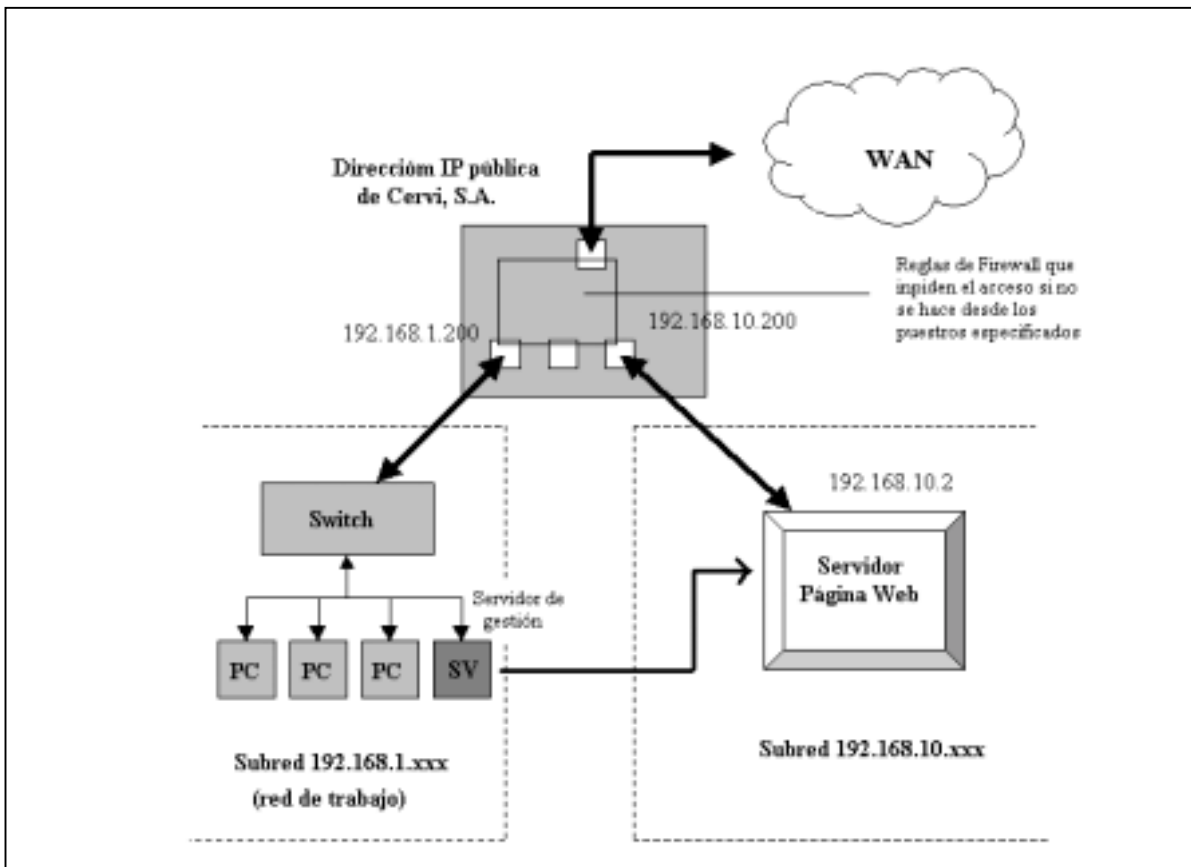 WAN
Direccióm IP pública
de Cervi, S.A.
Reglas de Firewall que
inpiden el acceso si no
se hace desde los
puestros especificados
192.168.1.200
192.168.10.200
192.168.10.2
Switch
Servidor
Página Web
Servidor de
gestión
PC
PC
PC
SV
Subred 192.168.1.xxx
(red de trabajo)
Subred 192.168.10.xxx